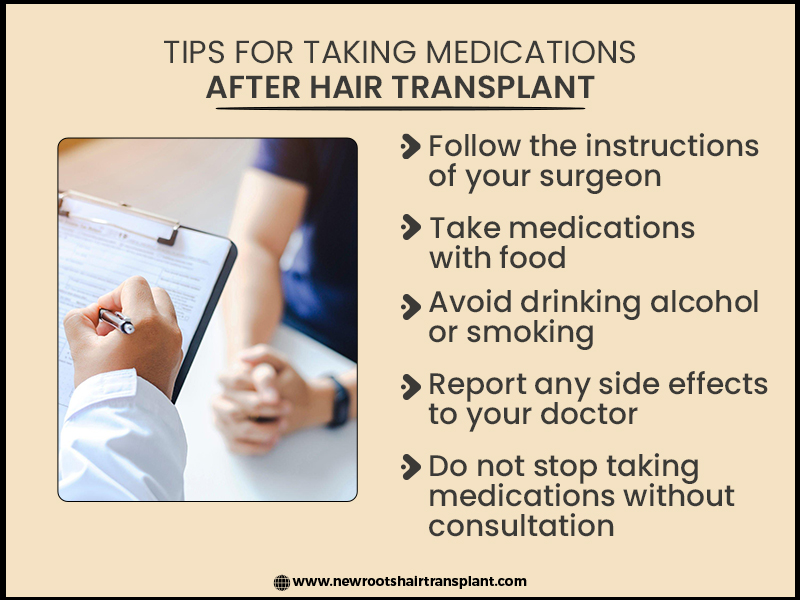 TIPS FOR TAKING MEDICATIONS
AFTER HAIR TRANSPLANT
Follow the instructions
of your surgeon
Take medications
with food
Avoid drinking alcohol
or smoking
Report any side effects
to your doctor
Do not stop taking
medications without
consultation
www.newrootshairtransplant.com